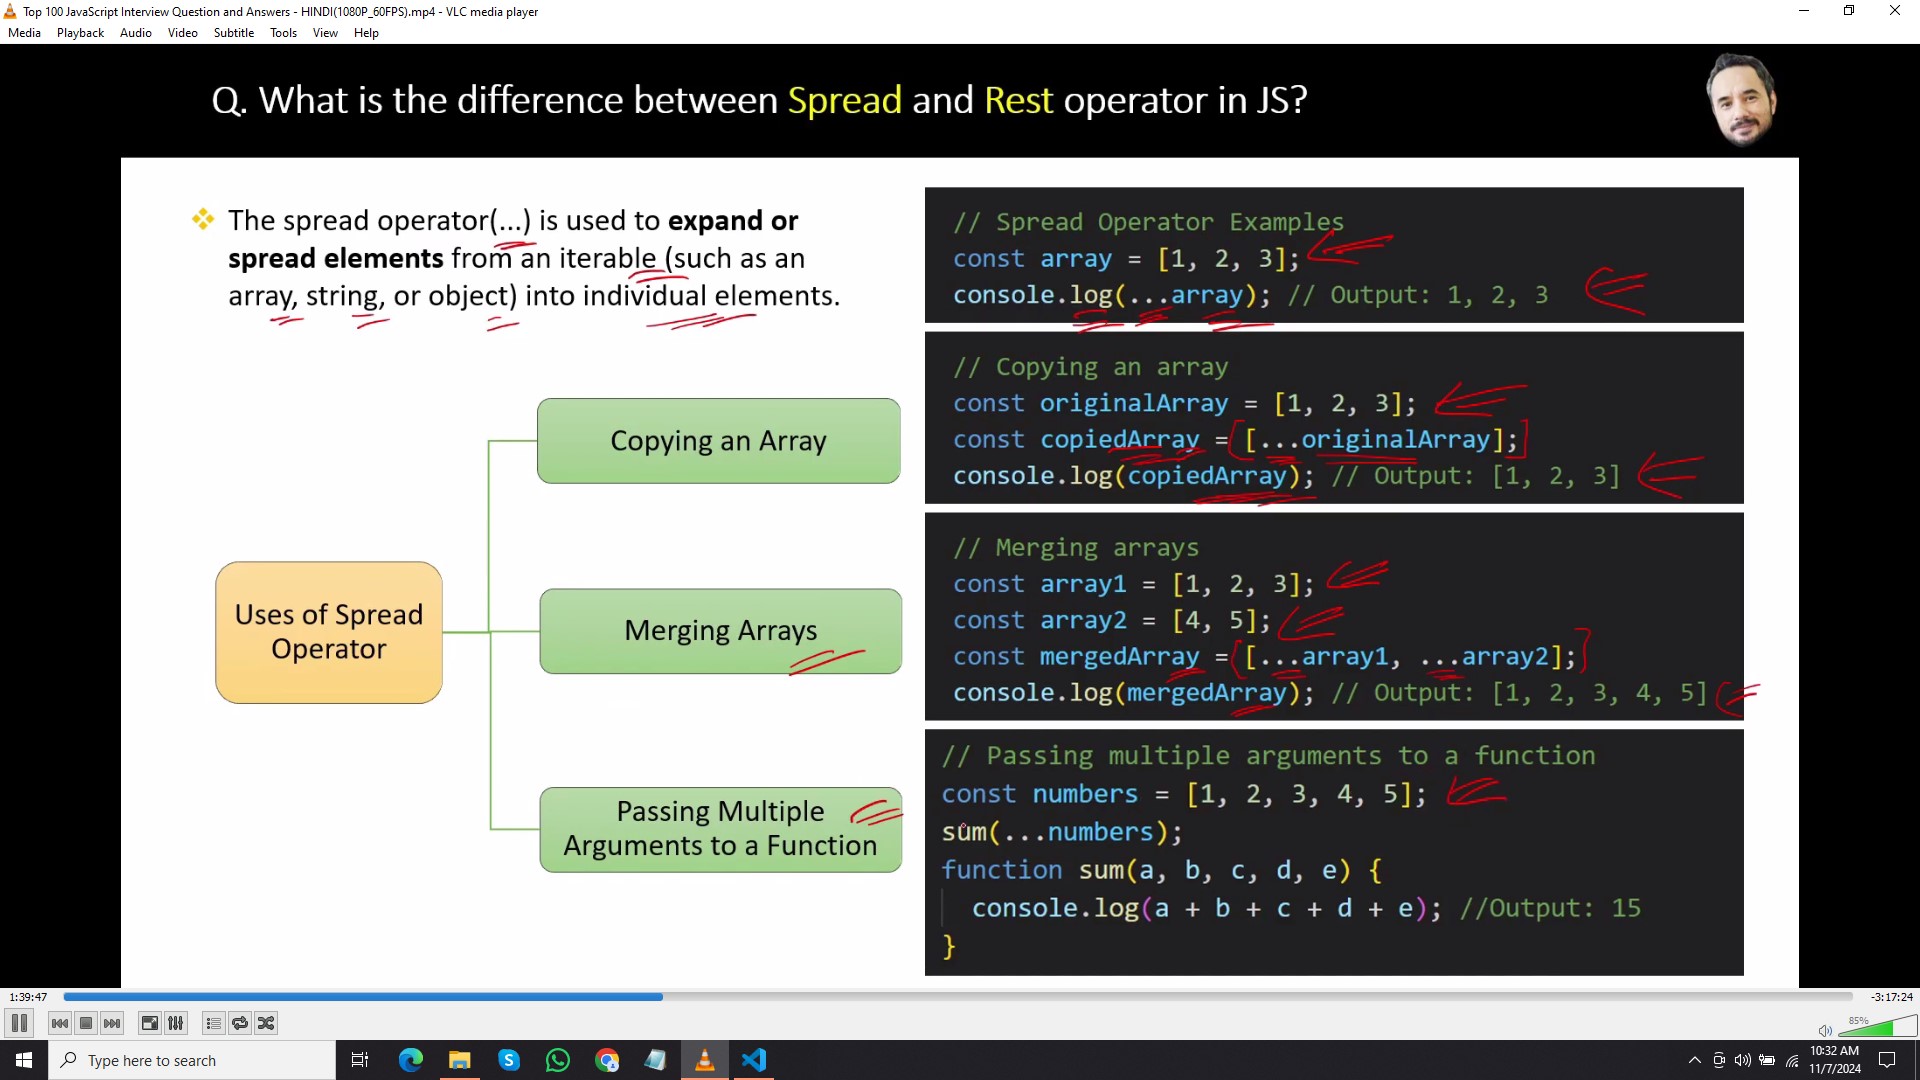 Top 100 JavaScript Interview Question and Answers - HINDI(1080P_60FPS).mp4 - VLC media player
Media Playback Audio Video Subtitle Tools View Help
Q. What is the difference between Spread and Rest operator in JS?
The spread operator(...) is used to expand or
spread elements from an iterable (such as an
array, string, or object) into individual elements.
Uses of Spread
Operator
Copying an Array
Merging Arrays
Passing Multiple
Arguments to a Function
// Spread Operator Examples
const array = [1, 2, 3];
console.log(...array); // Output: 1, 2, 3
// Copying an array
const originalArray = [1, 2, 3];
const copiedArray = [...originalArray];
console.log(copiedArray); // Output: [1, 2, 3]
// Merging arrays
const array1 = [1, 2, 3];
const array2 = [4, 5];
const mergedArray = [...array1, ...array2];
console.log(mergedArray); // Output: [1, 2, 3, 4, 5]
// Passing multiple arguments to a function
const numbers = [1, 2, 3, 4, 5];
sum(...numbers);
function sum(a, b, c, d, e) {
console.log(a + b + c + d + e); //Output: 15
}
1:39:47
-3:17:24
85%
Type here to search
10:32 AM
11/7/2024